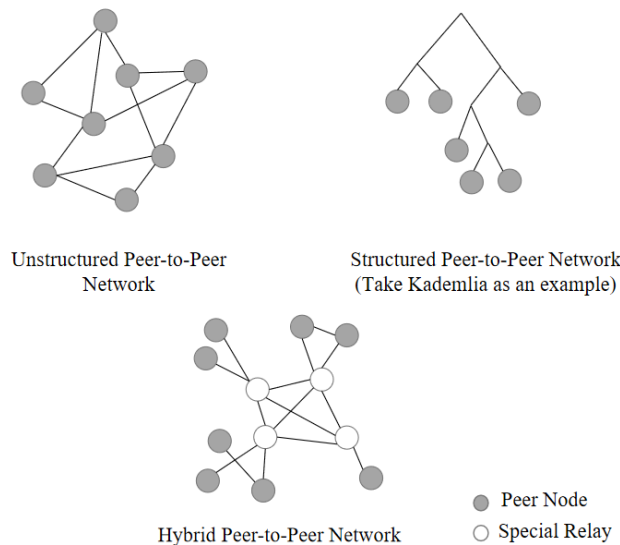 Unstructured Peer-to-Peer
Network
Structured Peer-to-Peer Network
(Take Kademlia as an example)
Peer Node
Special Relay
Hybrid Peer-to-Peer Network